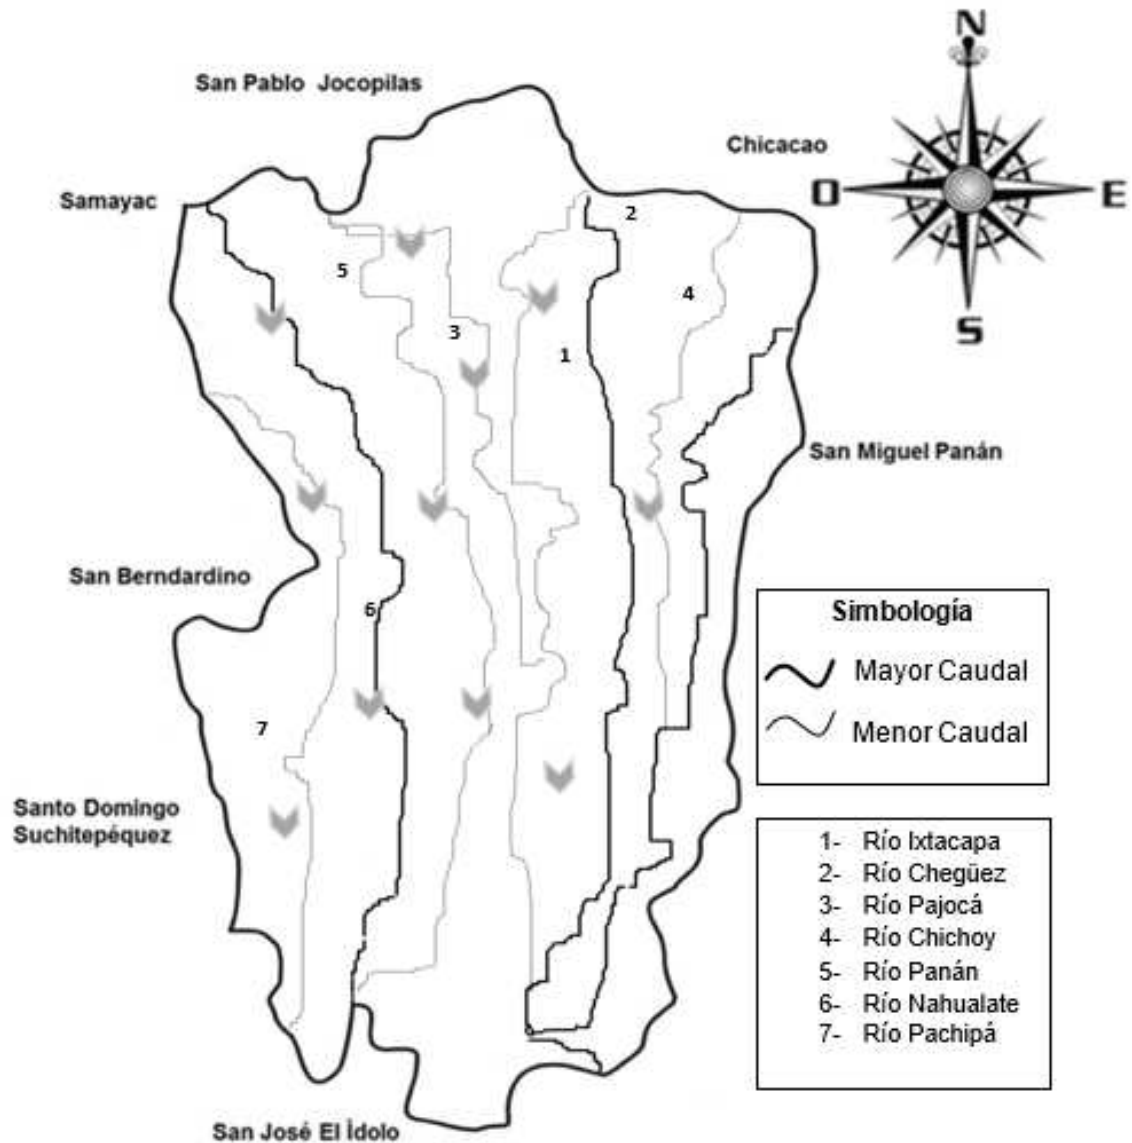 N
San Pablo Jocopilas
Chicacao
O
E
Samayac
2
5
4
3
S
1
San Miguel Panán
San Berndardino
6
Simbología
Mayor Caudal
7
Menor Caudal
Santo Domingo
Suchitepéquez
1- Río Ixtacapa
2- Río Chegüez
3- Río Pajocá
4- Río Chichoy
5- Río Panán
6- Río Nahualate
7- Río Pachipá
San José El Ìdolo